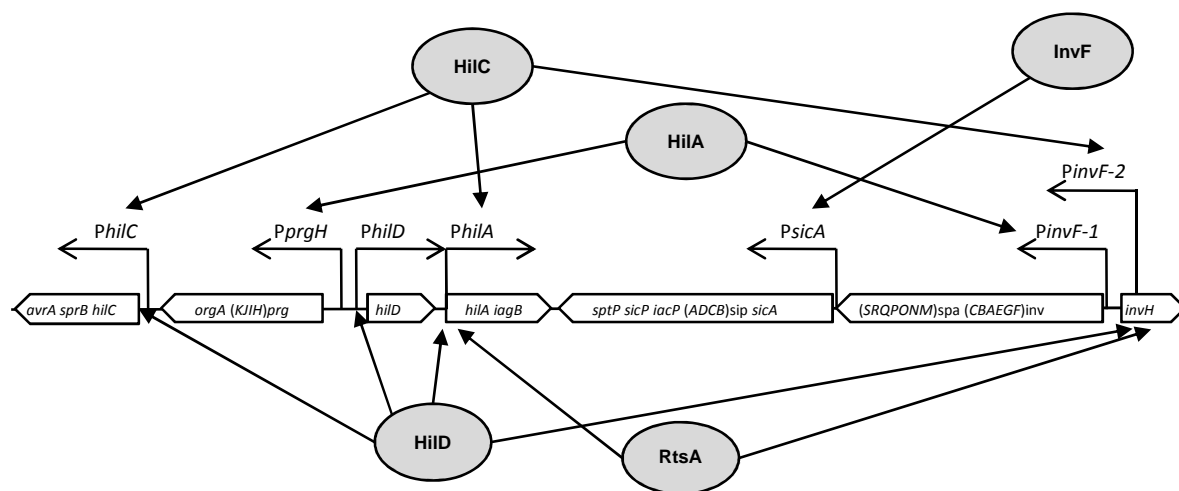 HilC
InvF
HilA
PinvF-2
PhilC
PprgH
PhilD
PhilA
PsicA
PinvF-1
avrA sprB hilC
orgA (KJIH)prg
hilD
hilA iagB
sptP sicP iacP (ADCB)sip sicA
(SRQPONM)spa (CBAEGF)inv
invH
HilD
RtsA